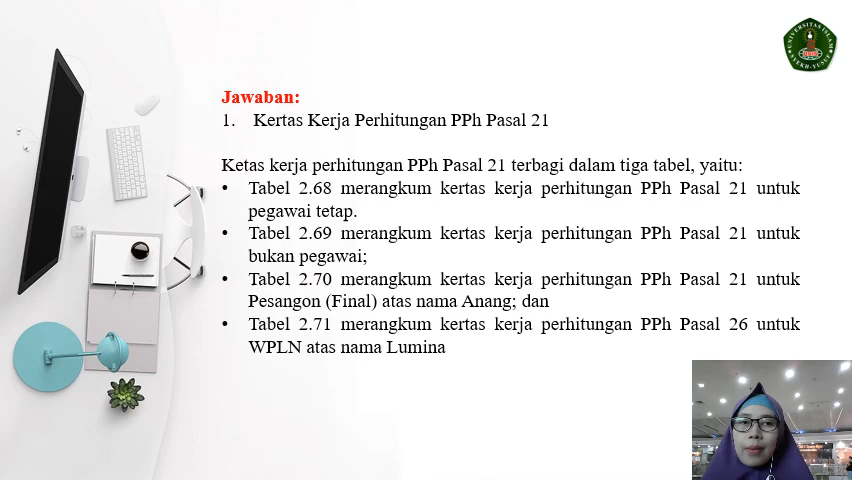 UNIVERSITAS ISLAM
SYEKH-YUSUF
Jawaban:
1. Kertas Kerja Perhitungan PPh Pasal 21
Ketas kerja perhitungan PPh Pasal 21 terbagi dalam tiga tabel, yaitu:
• Tabel 2.68 merangkum kertas kerja perhitungan PPh Pasal 21 untuk
pegawai tetap.
• Tabel 2.69 merangkum kertas kerja perhitungan PPh Pasal 21 untuk
bukan pegawai;
• Tabel 2.70 merangkum kertas kerja perhitungan PPh Pasal 21 untuk
Pesangon (Final) atas nama Anang; dan
• Tabel 2.71 merangkum kertas kerja perhitungan PPh Pasal 26 untuk
WPLN atas nama Lumina